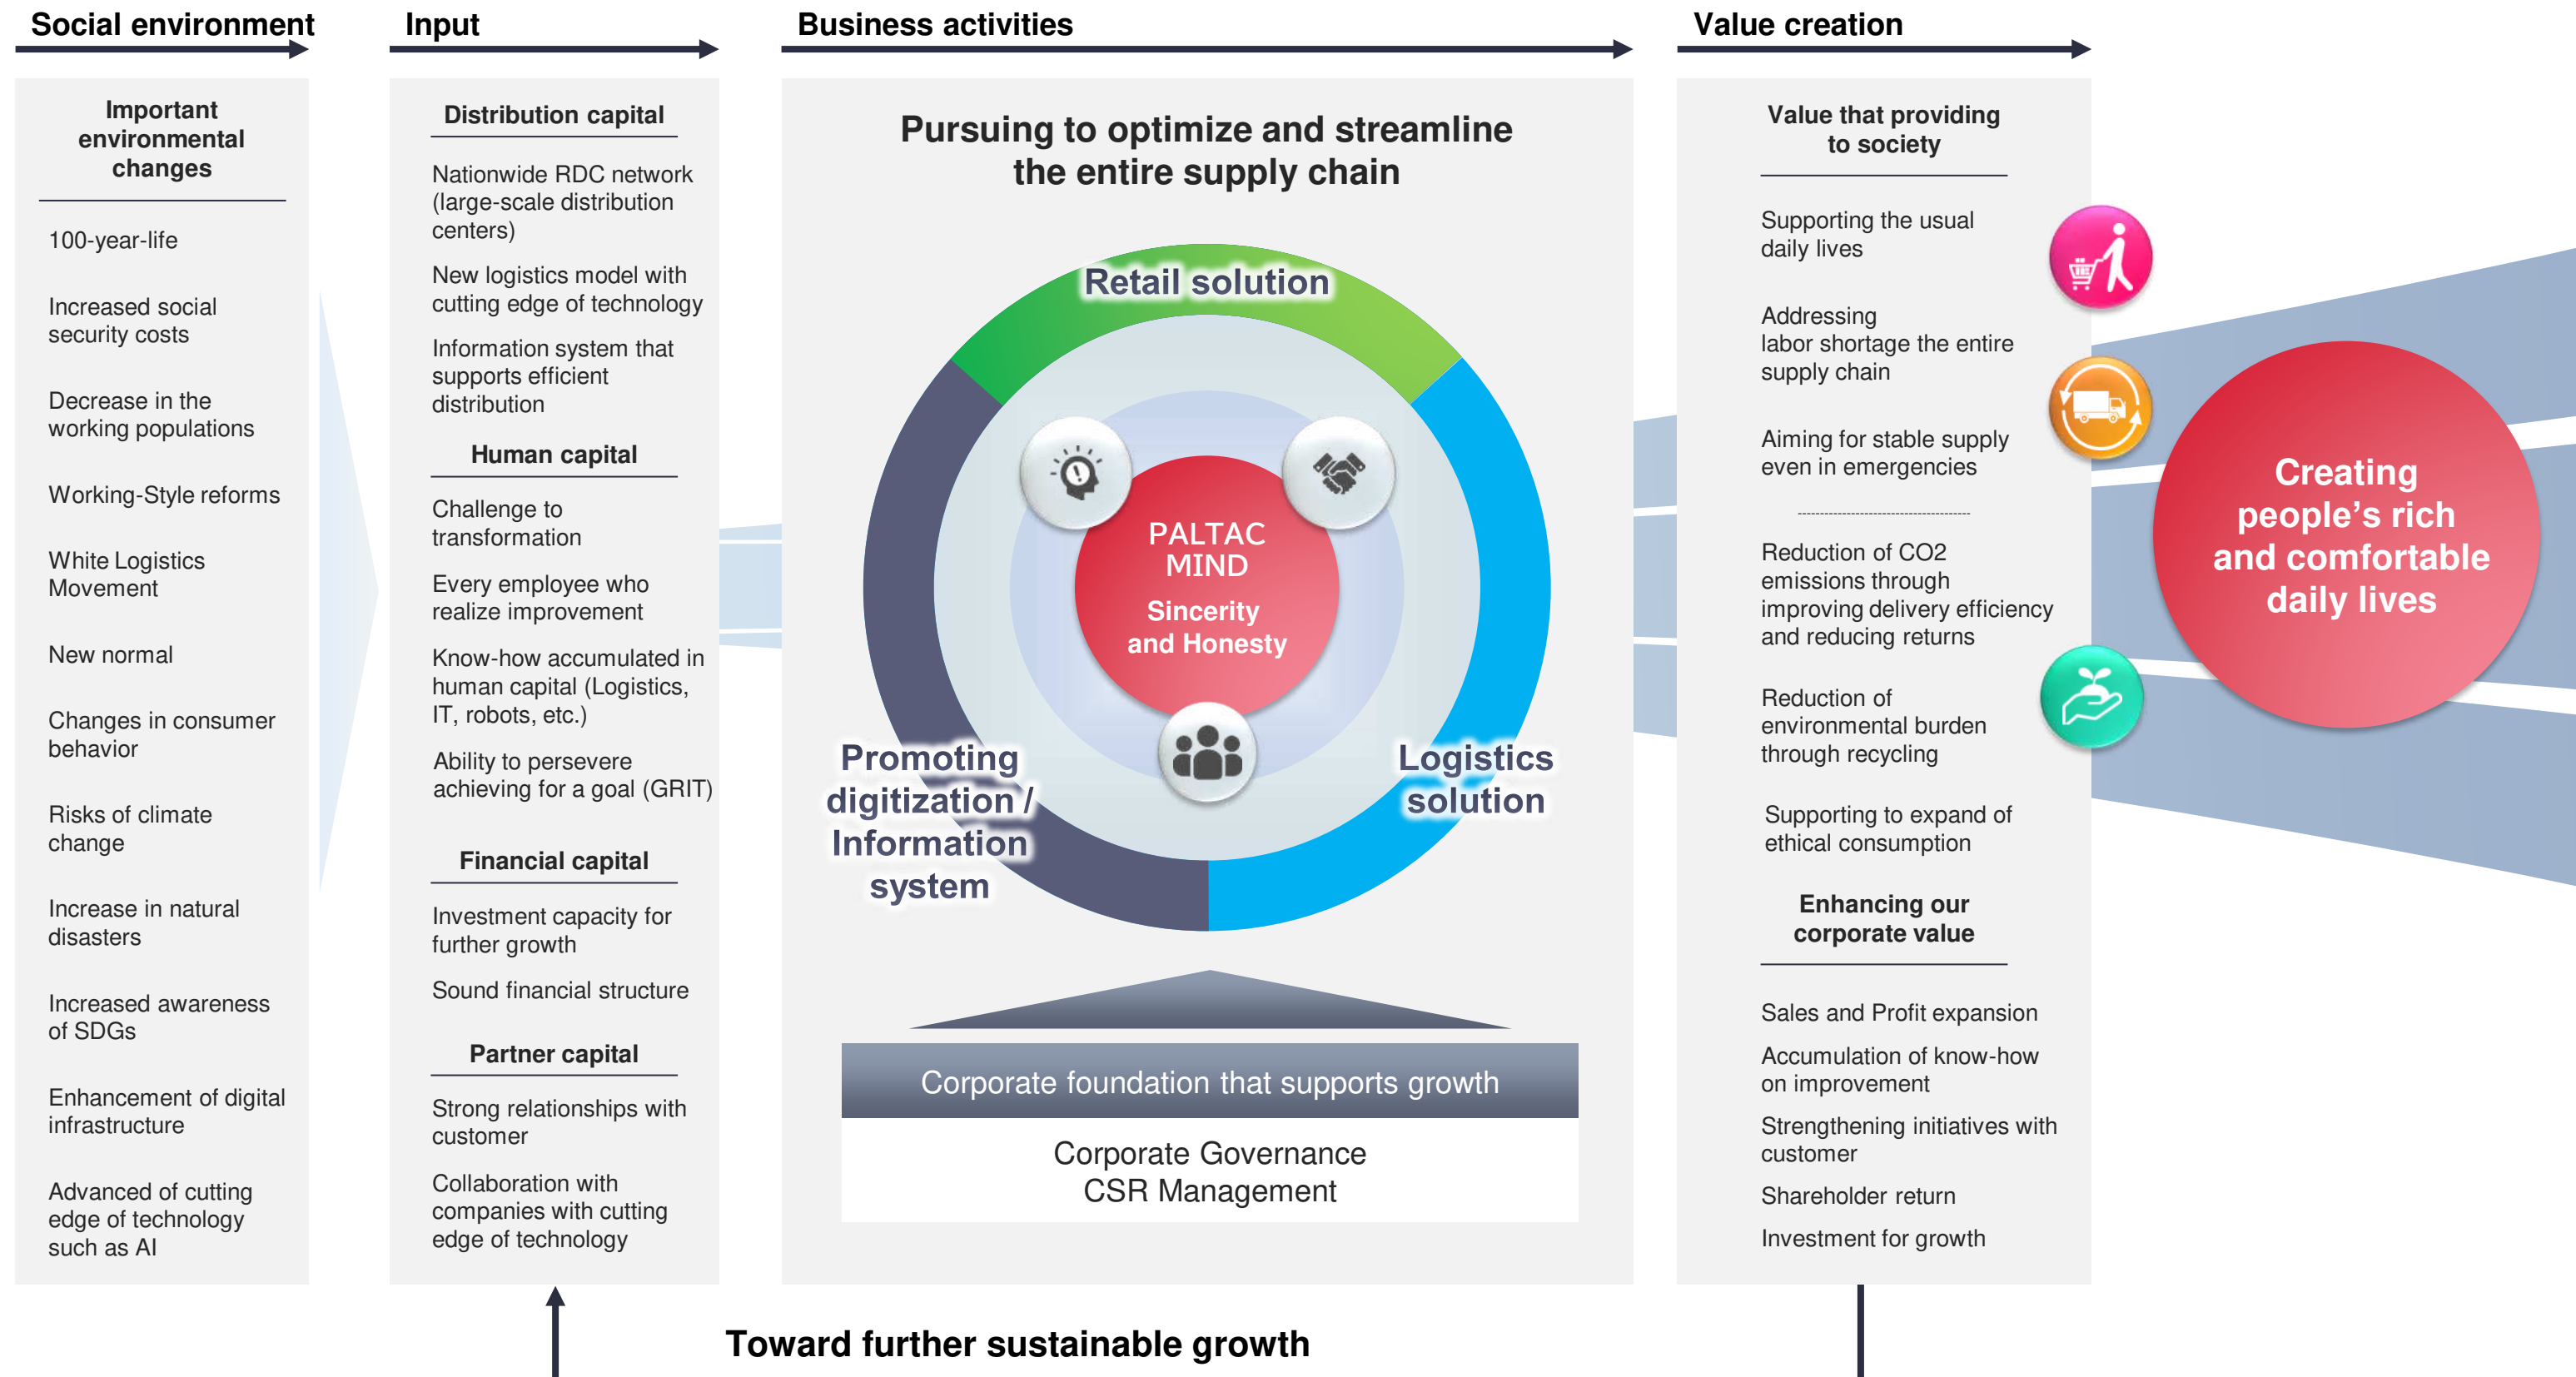 Social environment
Important
environmental
changes
100-year-life
Increased social
security costs
Decrease in the
working populations
Working-Style reforms
White Logistics
Movement
New normal
Changes in consumer
behavior
Risks of climate
change
Increase in natural
disasters
Increased awareness
of SDGs
Enhancement of digital
infrastructure
Advanced of cutting
edge of technology
such as AI
Input
Distribution capital
Nationwide RDC network
(large-scale distribution
centers)
New logistics model with
cutting edge of technology
Information system that
supports efficient
distribution
Human capital
Challenge to
transformation
Every employee who
realize improvement
Know-how accumulated in
human capital (Logistics,
IT, robots, etc.)
Ability to persevere
achieving for a goal (GRIT)
Financial capital
Investment capacity for
further growth
Sound financial structure
Partner capital
Strong relationships with
customer
Collaboration with
companies with cutting
edge of technology
Business activities
Pursuing to optimize and streamline
the entire supply chain
Retail solution
PALTAC
MIND
Sincerity
and Honesty
Promoting
digitization /
Information
system
Logistics
solution
Corporate foundation that supports growth
Corporate Governance
CSR Management
Value creation
Value that providing
to society
Supporting the usual
daily lives
Addressing
labor shortage the entire
supply chain
Aiming for stable supply
even in emergencies
Reduction of CO2
emissions through
improving delivery efficiency
and reducing returns
Reduction of
environmental burden
through recycling
Supporting to expand of
ethical consumption
Enhancing our
corporate value
Sales and Profit expansion
Accumulation of know-how
on improvement
Strengthening initiatives with
customer
Shareholder return
Investment for growth
Creating
people's rich
and comfortable
daily lives
Toward further sustainable growth